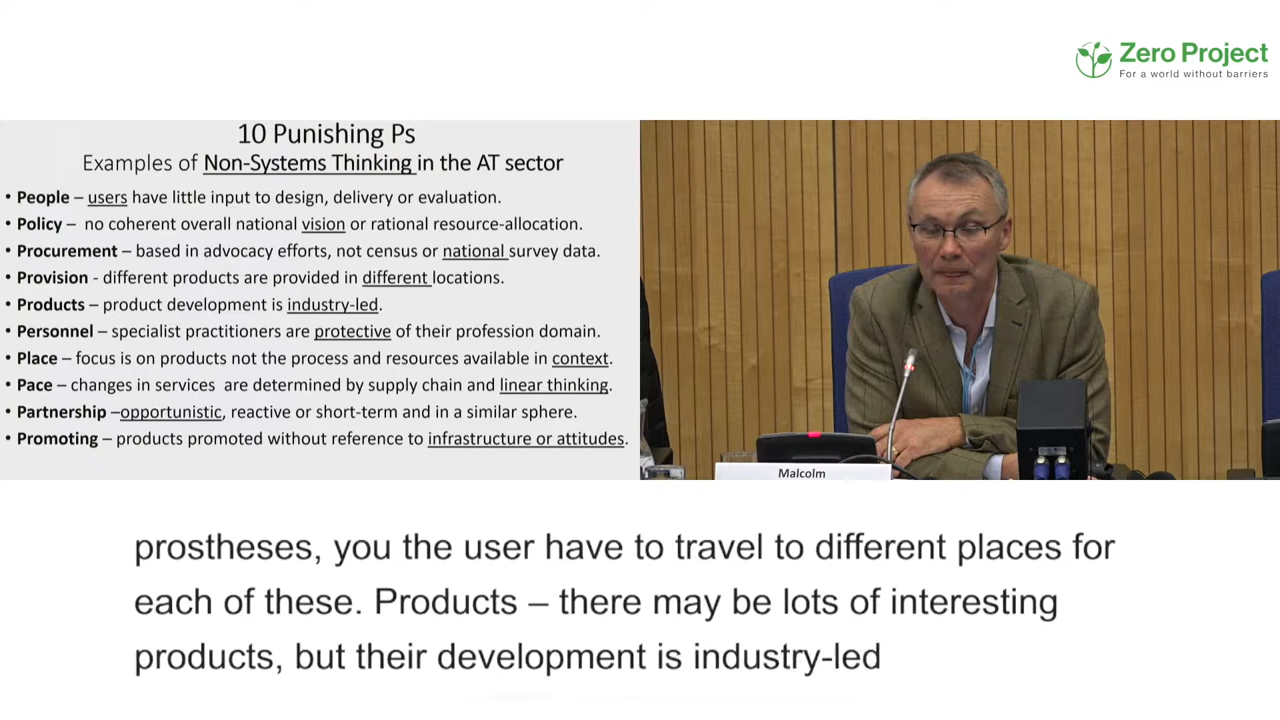 Zero Project
For a world without barriers
10 Punishing Ps
Examples of Non-Systems Thinking in the AT sector
• People – users have little input to design, delivery or evaluation.
• Policy – no coherent overall national vision or rational resource-allocation.
• Procurement – based in advocacy efforts, not census or national survey data.
• Provision - different products are provided in different locations.
• Products – product development is industry-led.
• Personnel – specialist practitioners are protective of their profession domain.
• Place – focus is on products not the process and resources available in context.
• Pace – changes in services are determined by supply chain and linear thinking.
• Partnership –opportunistic, reactive or short-term and in a similar sphere.
• Promoting – products promoted without reference to infrastructure or attitudes.
Malcolm
prostheses, you the user have to travel to different places for
each of these. Products – there may be lots of interesting
products, but their development is industry-led